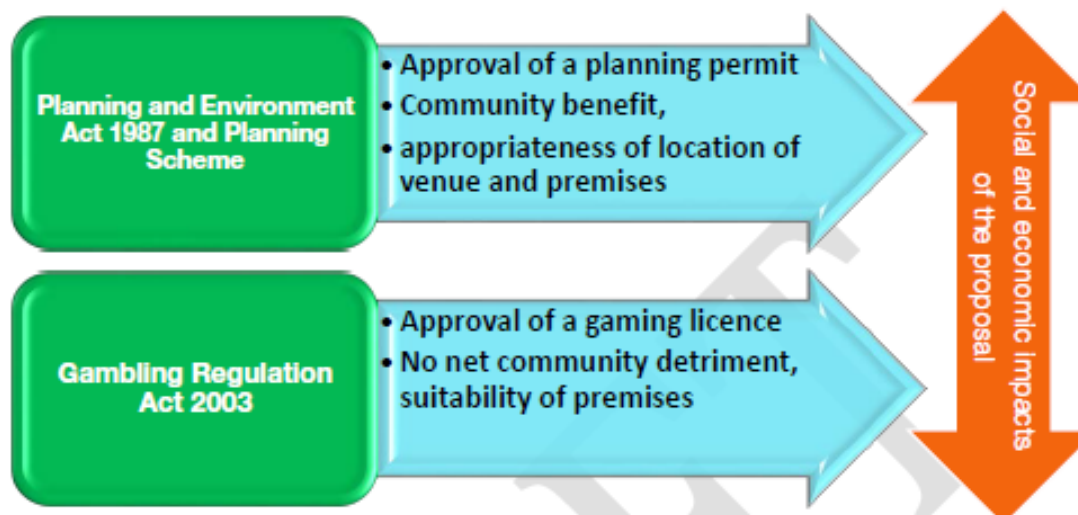 Planning and Environment
Act 1987 and Planning
Scheme
• Approval of a planning permit
• Community benefit,
• appropriateness of location of
venue and premises
Gambling Regulation
Act 2003
• Approval of a gaming licence
• No net community detriment,
suitability of premises
Social and economic impacts
of the proposal